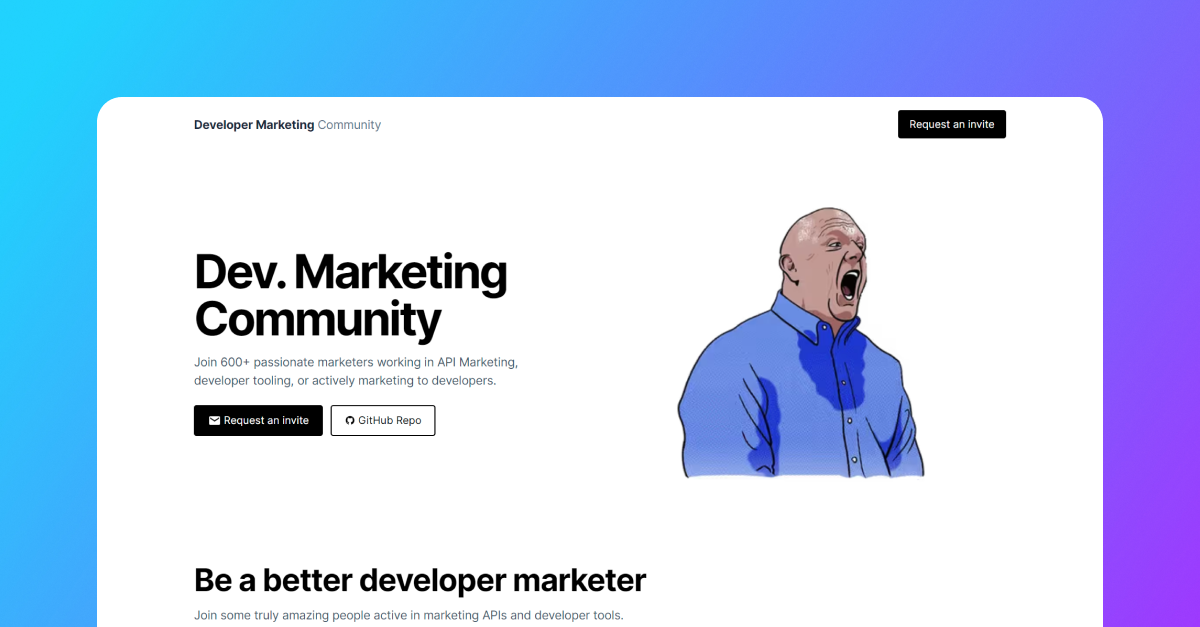 Developer Marketing Community
Request an invite
Dev. Marketing
Community
Join 600+ passionate marketers working in API Marketing,
developer tooling, or actively marketing to developers.
Request an invite
GitHub Repo
Be a better developer marketer
Join some truly amazing people active in marketing APIs and developer tools.